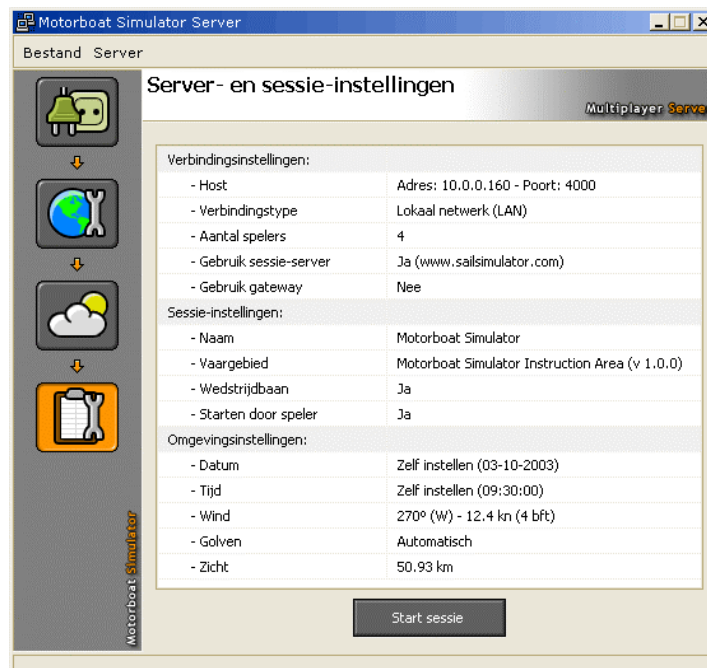 Motorboat Simulator Server
Bestand Server
Server- en sessie-instellingen
Multiplayer Server
Verbindingsinstellingen:
- Host Adres: 10.0.0.160 - Poort: 4000
- Verbindingstype Lokaal netwerk (LAN)
- Aantal spelers 4
- Gebruik sessie-server Ja (www.sailsimulator.com)
- Gebruik gateway Nee
Sessie-instellingen:
- Naam Motorboat Simulator
- Vaargebied Motorboat Simulator Instruction Area (v 1.0.0)
- Wedstrijdbaan Ja
- Starten door speler Ja
Omgevingsinstellingen:
- Datum Zelf instellen (03-10-2003)
- Tijd Zelf instellen (09:30:00)
- Wind 270º (W) - 12.4 kn (4 bft)
- Golven Automatisch
- Zicht 50.93 km
Motorboat Simulator
Start sessie